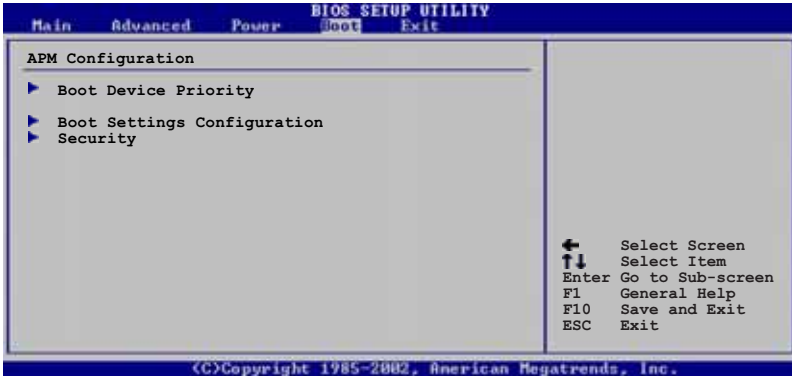 BIOS SETUP UTILITY
Main Advanced Power Boot Exit
APM Configuration
Boot Device Priority
Boot Settings Configuration
Security
← Select Screen
↑↓ Select Item
Enter Go to Sub-screen
F1 General Help
F10 Save and Exit
ESC Exit
(C)Copyright 1985-2002, American Megatrends, Inc.